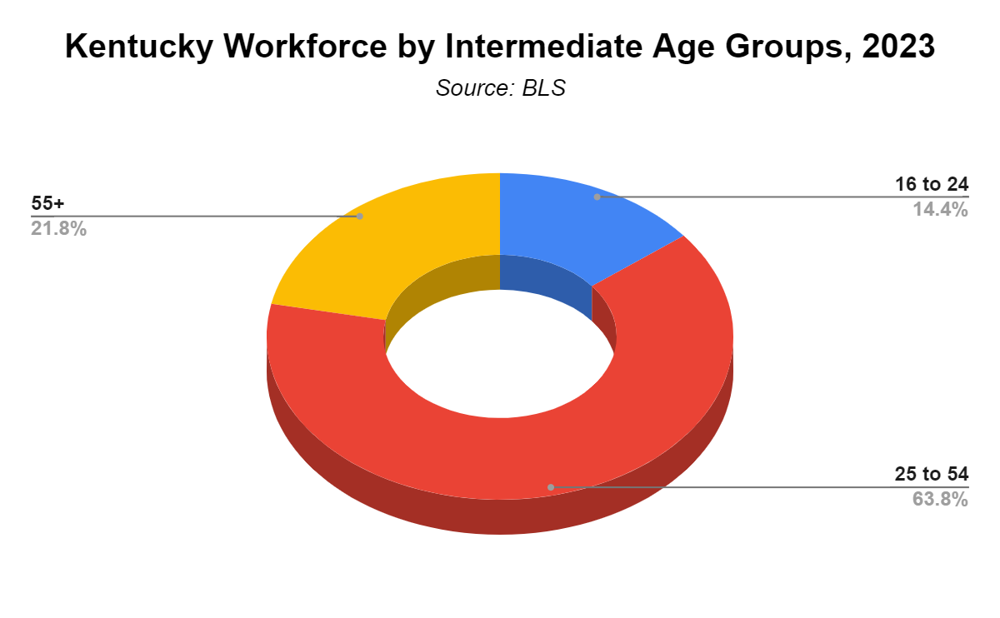 Kentucky Workforce by Intermediate Age Groups, 2023
Source: BLS
16 to 24
14.4%
55+
21.8%
25 to 54
63.8%